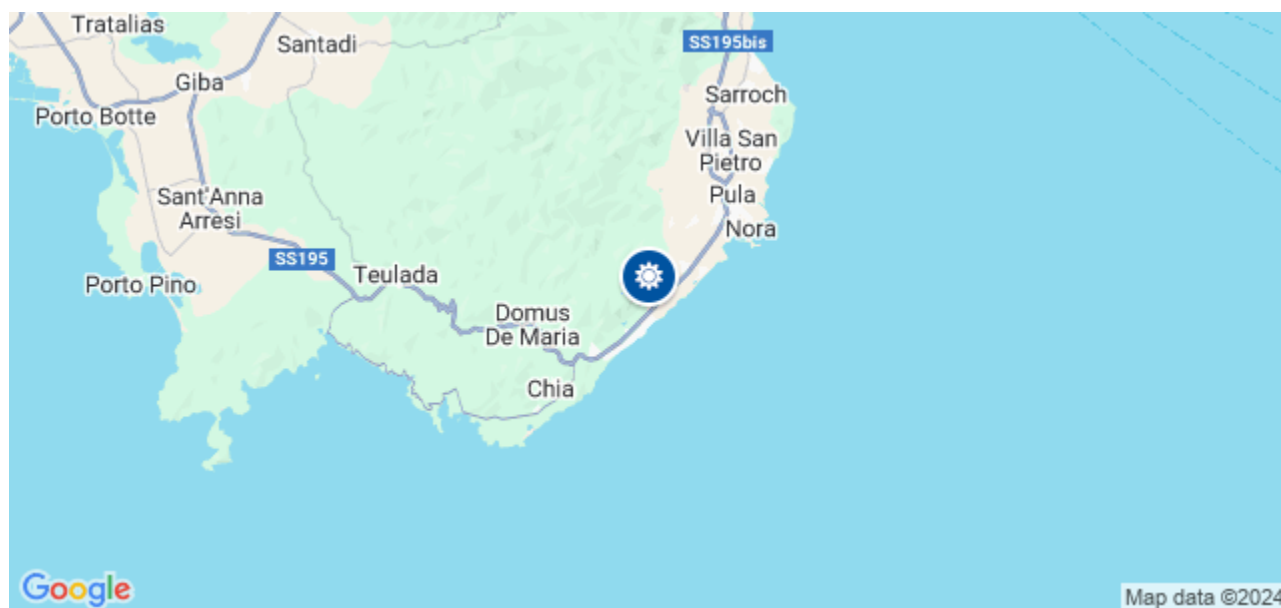 Tratalias
Santadi
SS195bis
Giba
Sarroch
Porto Botte
Villa San
Pietro
Sant'Anna
Arresi
Pula
Nora
SS195
Teulada
Porto Pino
Domus
De Maria
Chia
Google
Map data ©2024